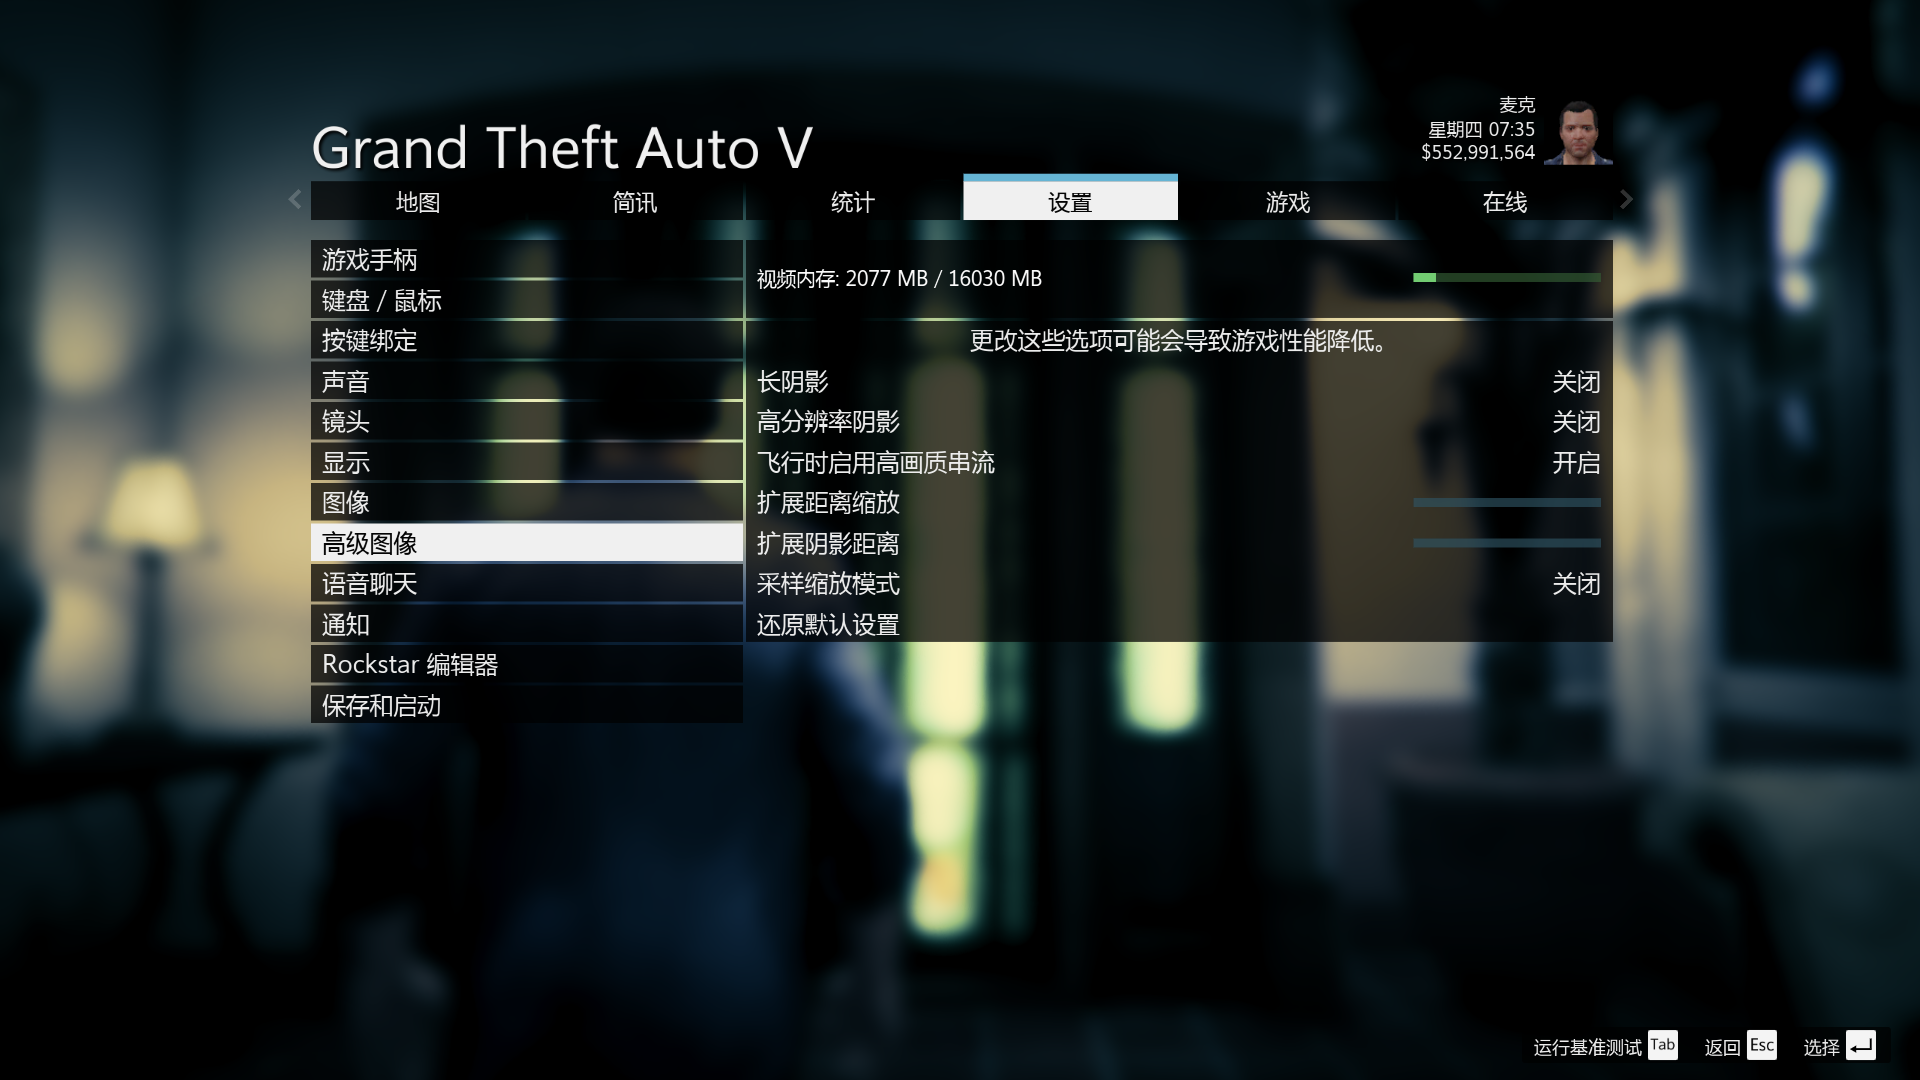 Grand Theft Auto V
麦克
星期四 07:35
$552,991,564
地图 简讯 统计 设置 游戏 在线
游戏手柄
键盘 / 鼠标
按键绑定
声音
镜头
显示
图像
高级图像
语音聊天
通知
Rockstar 编辑器
保存和启动
视频内存: 2077 MB / 16030 MB
更改这些选项可能会导致游戏性能降低。
长阴影 关闭
高分辨率阴影 关闭
飞行时启用高画质串流 开启
扩展距离缩放
扩展阴影距离
采样缩放模式 关闭
还原默认设置
运行基准测试 Tab 返回 Esc 选择